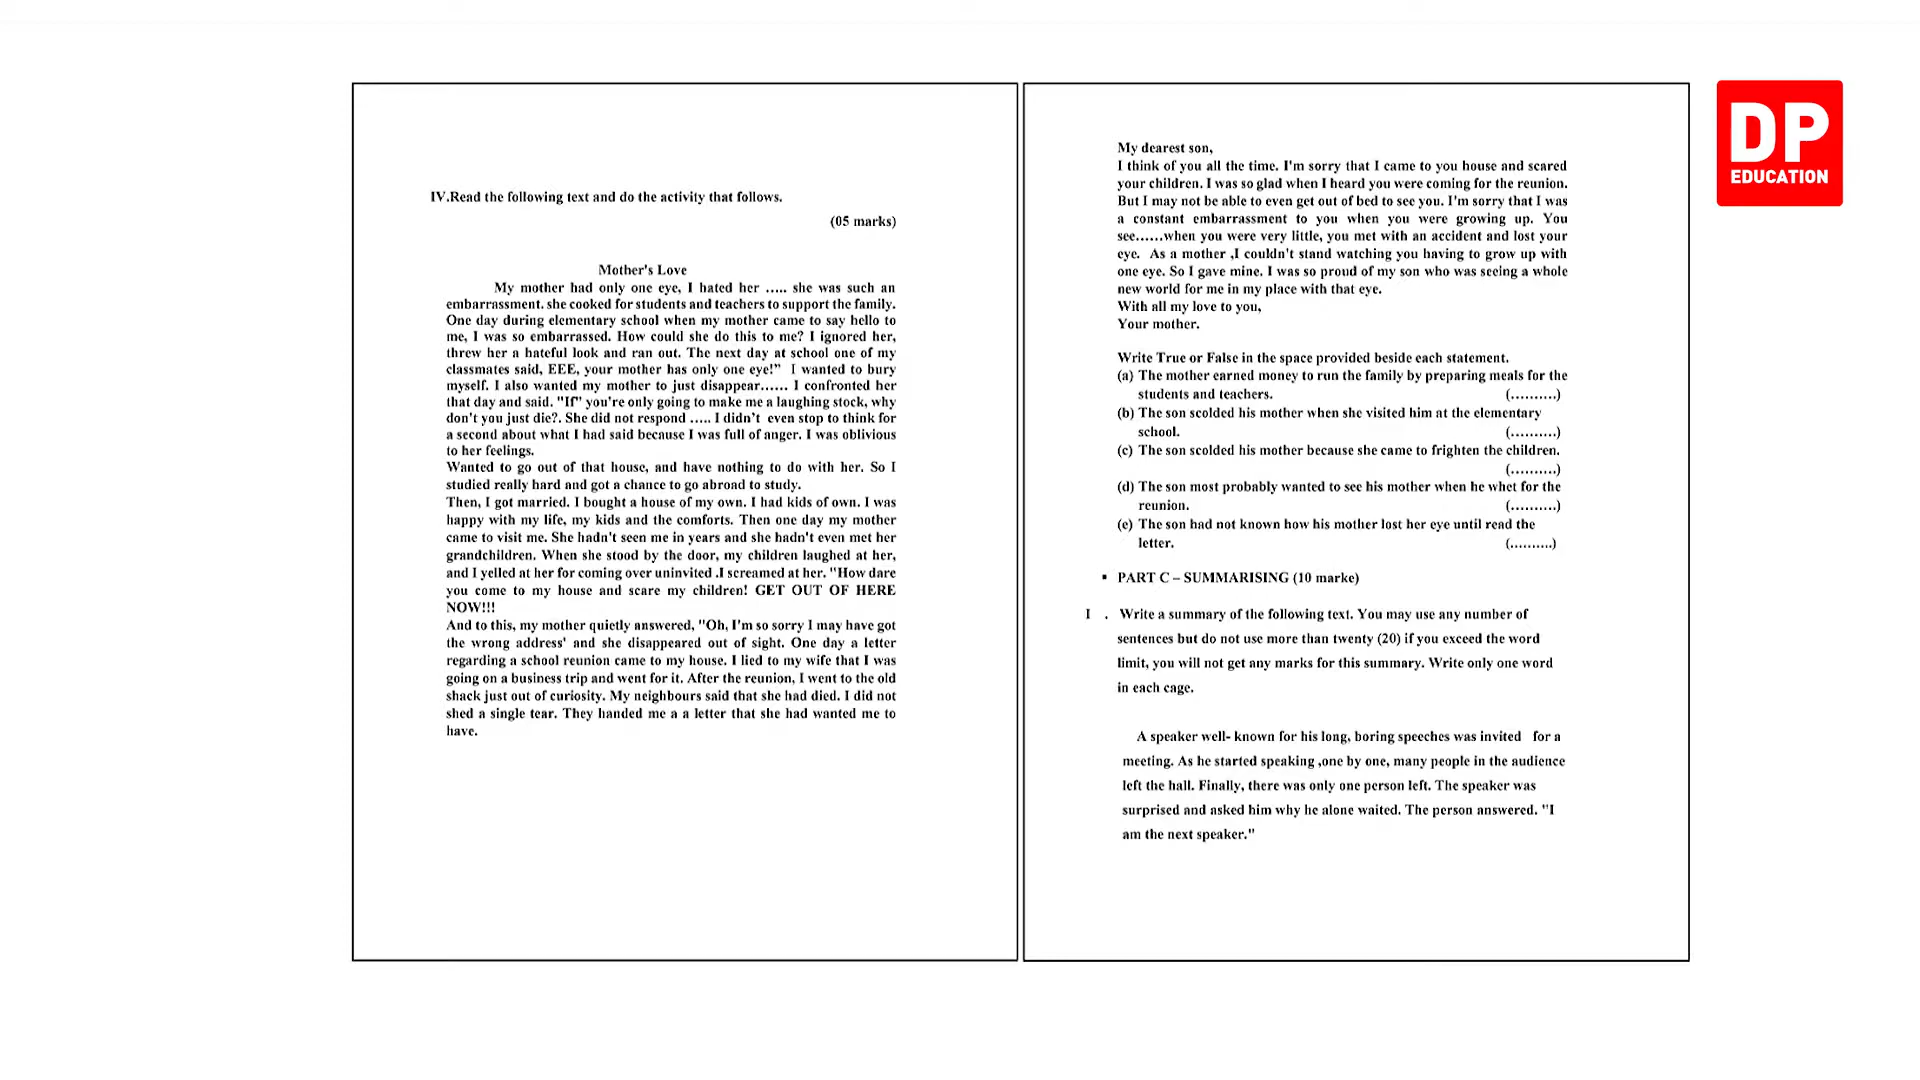 IV.Read the following text and do the activity that follows.
(05 marks)
Mother's Love
My mother had only one eye, I hated her ..... she was such an
embarrassment. she cooked for students and teachers to support the family.
One day during elementary school when my mother came to say hello to
me, I was so embarrassed. How could she do this to me? I ignored her,
threw her a hateful look and ran out. The next day at school one of my
classmates said, EEE, your mother has only one eye!” I wanted to bury
myself. I also wanted my mother to just disappear...... I confronted her
that day and said. "If" you're only going to make me a laughing stock, why
don't you just die?. She did not respond ..... I didn’t even stop to think for
a second about what I had said because I was full of anger. I was oblivious
to her feelings.
Wanted to go out of that house, and have nothing to do with her. So I
studied really hard and got a chance to go abroad to study.
Then, I got married. I bought a house of my own. I had kids of own. I was
happy with my life, my kids and the comforts. Then one day my mother
came to visit me. She hadn't seen me in years and she hadn't even met her
grandchildren. When she stood by the door, my children laughed at her,
and I yelled at her for coming over uninvited .I screamed at her. "How dare
you come to my house and scare my children! GET OUT OF HERE
NOW!!!
And to this, my mother quietly answered, "Oh, I'm so sorry I may have got
the wrong address' and she disappeared out of sight. One day a letter
regarding a school reunion came to my house. I lied to my wife that I was
going on a business trip and went for it. After the reunion, I went to the old
shack just out of curiosity. My neighbours said that she had died. I did not
shed a single tear. They handed me a a letter that she had wanted me to
have.
My dearest son,
I think of you all the time. I'm sorry that I came to you house and scared
your children. I was so glad when I heard you were coming for the reunion.
But I may not be able to even get out of bed to see you. I'm sorry that I was
a constant embarrassment to you when you were growing up. You
see......when you were very little, you met with an accident and lost your
eye. As a mother ,I couldn't stand watching you having to grow up with
one eye. So I gave mine. I was so proud of my son who was seeing a whole
new world for me in my place with that eye.
With all my love to you,
Your mother.
Write True or False in the space provided beside each statement.
(a) The mother earned money to run the family by preparing meals for the
students and teachers. (..........)
(b) The son scolded his mother when she visited him at the elementary
school. (..........)
(c) The son scolded his mother because she came to frighten the children.
(..........)
(d) The son most probably wanted to see his mother when he whet for the
reunion. (..........)
(e) The son had not known how his mother lost her eye until read the
letter. (..........)
▪ PART C – SUMMARISING (10 marke)
I . Write a summary of the following text. You may use any number of
sentences but do not use more than twenty (20) if you exceed the word
limit, you will not get any marks for this summary. Write only one word
in each cage.
A speaker well- known for his long, boring speeches was invited for a
meeting. As he started speaking ,one by one, many people in the audience
left the hall. Finally, there was only one person left. The speaker was
surprised and asked him why he alone waited. The person answered. "I
am the next speaker."
DP
EDUCATION